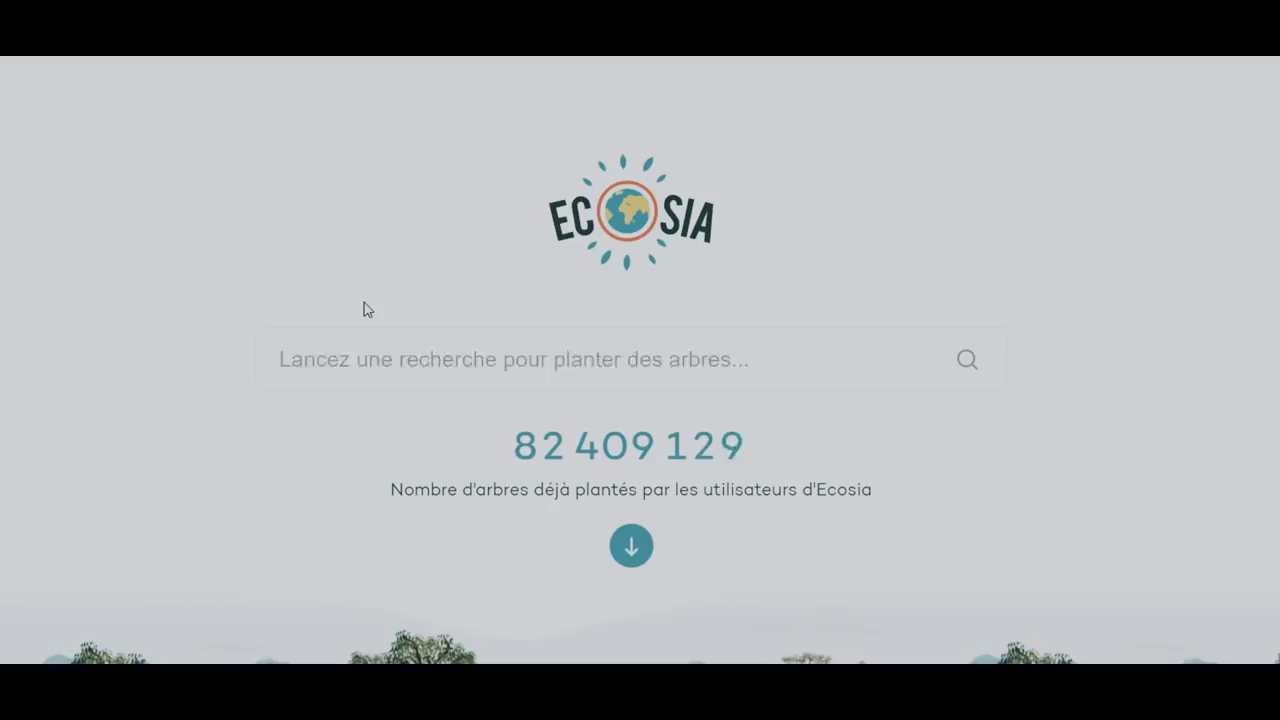 ECOSIA
Lancez une recherche pour planter des arbres...
82 409 129
Nombre d'arbres déjà plantés par les utilisateurs d'Ecosia